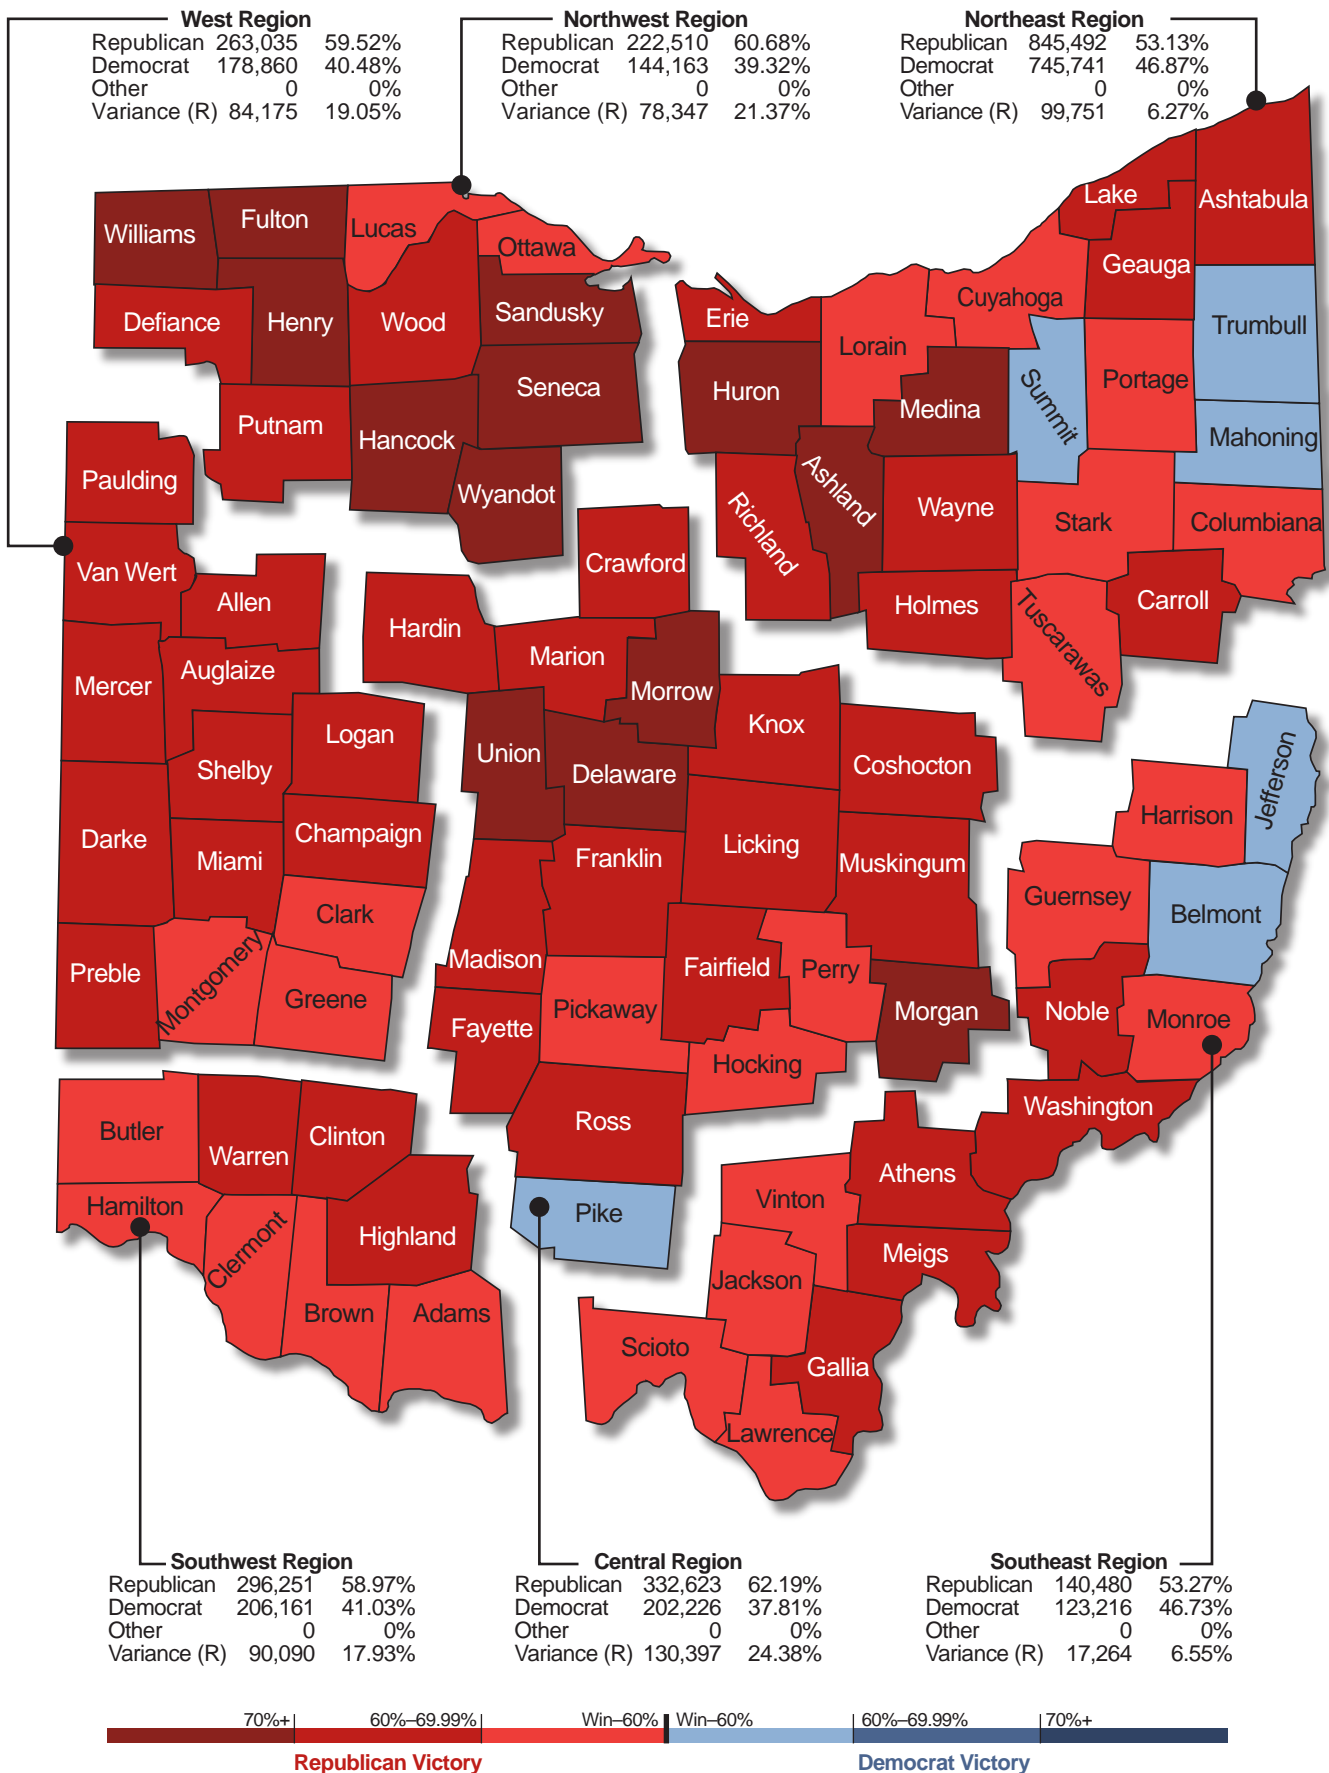 West Region
Republican 263,035 59.52%
Democrat 178,860 40.48%
Other 0 0%
Variance (R) 84,175 19.05%
Northwest Region
Republican 222,510 60.68%
Democrat 144,163 39.32%
Other 0 0%
Variance (R) 78,347 21.37%
Northeast Region
Republican 845,492 53.13%
Democrat 745,741 46.87%
Other 0 0%
Variance (R) 99,751 6.27%
Williams
Fulton
Lucas
Ottawa
Defiance
Henry
Wood
Sandusky
Seneca
Putnam
Hancock
Wyandot
Lake
Ashtabula
Geauga
Cuyahoga
Trumbull
Erie
Lorain
Huron
Medina
Summit
Portage
Mahoning
Ashland
Richland
Wayne
Stark
Columbiana
Holmes
Tuscarawas
Carroll
Paulding
Van Wert
Allen
Mercer
Auglaize
Logan
Shelby
Darke
Miami
Champaign
Clark
Preble
Montgomery
Greene
Crawford
Hardin
Marion
Morrow
Knox
Union
Delaware
Coshocton
Franklin
Licking
Muskingum
Madison
Fairfield
Perry
Pickaway
Fayette
Morgan
Hocking
Ross
Pike
Jefferson
Harrison
Guernsey
Belmont
Noble
Monroe
Washington
Athens
Vinton
Meigs
Jackson
Gallia
Scioto
Lawrence
Butler
Warren
Clinton
Hamilton
Clermont
Highland
Brown
Adams
Southwest Region
Republican 296,251 58.97%
Democrat 206,161 41.03%
Other 0 0%
Variance (R) 90,090 17.93%
Central Region
Republican 332,623 62.19%
Democrat 202,226 37.81%
Other 0 0%
Variance (R) 130,397 24.38%
Southeast Region
Republican 140,480 53.27%
Democrat 123,216 46.73%
Other 0 0%
Variance (R) 17,264 6.55%
70%+ 60%–69.99% Win–60% Win–60% 60%–69.99% 70%+
Republican Victory Democrat Victory